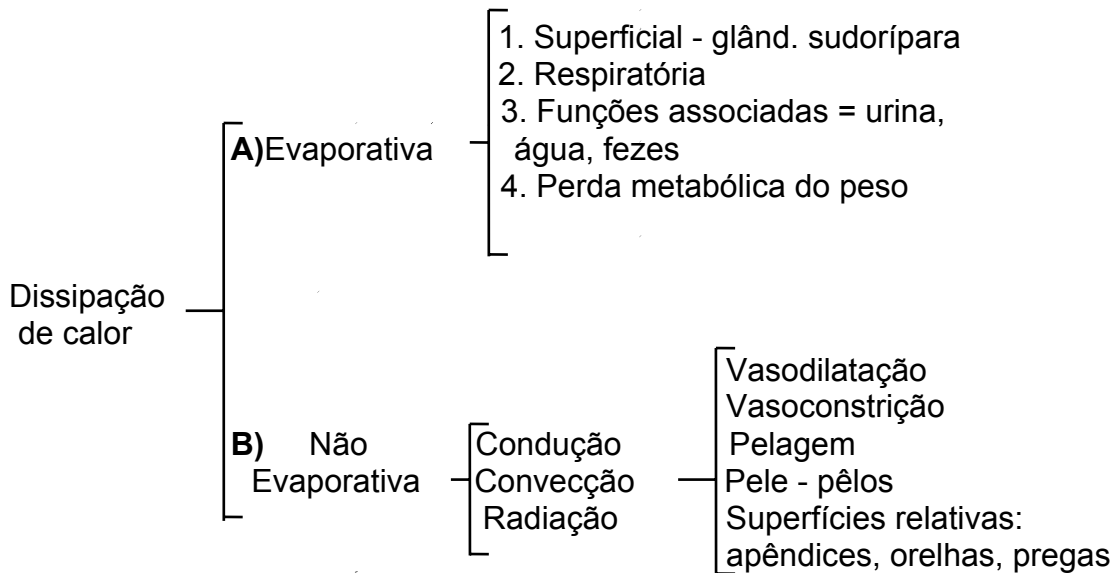 1. Superficial - glând. sudorípara
2. Respiratória
3. Funções associadas = urina,
água, fezes
4. Perda metabólica do peso
A)Evaporativa
Dissipação
de calor
B) Não
Evaporativa
Condução
Convecção
Radiação
Vasodilatação
Vasoconstrição
Pelagem
Pele - pêlos
Superfícies relativas:
apêndices, orelhas, pregas